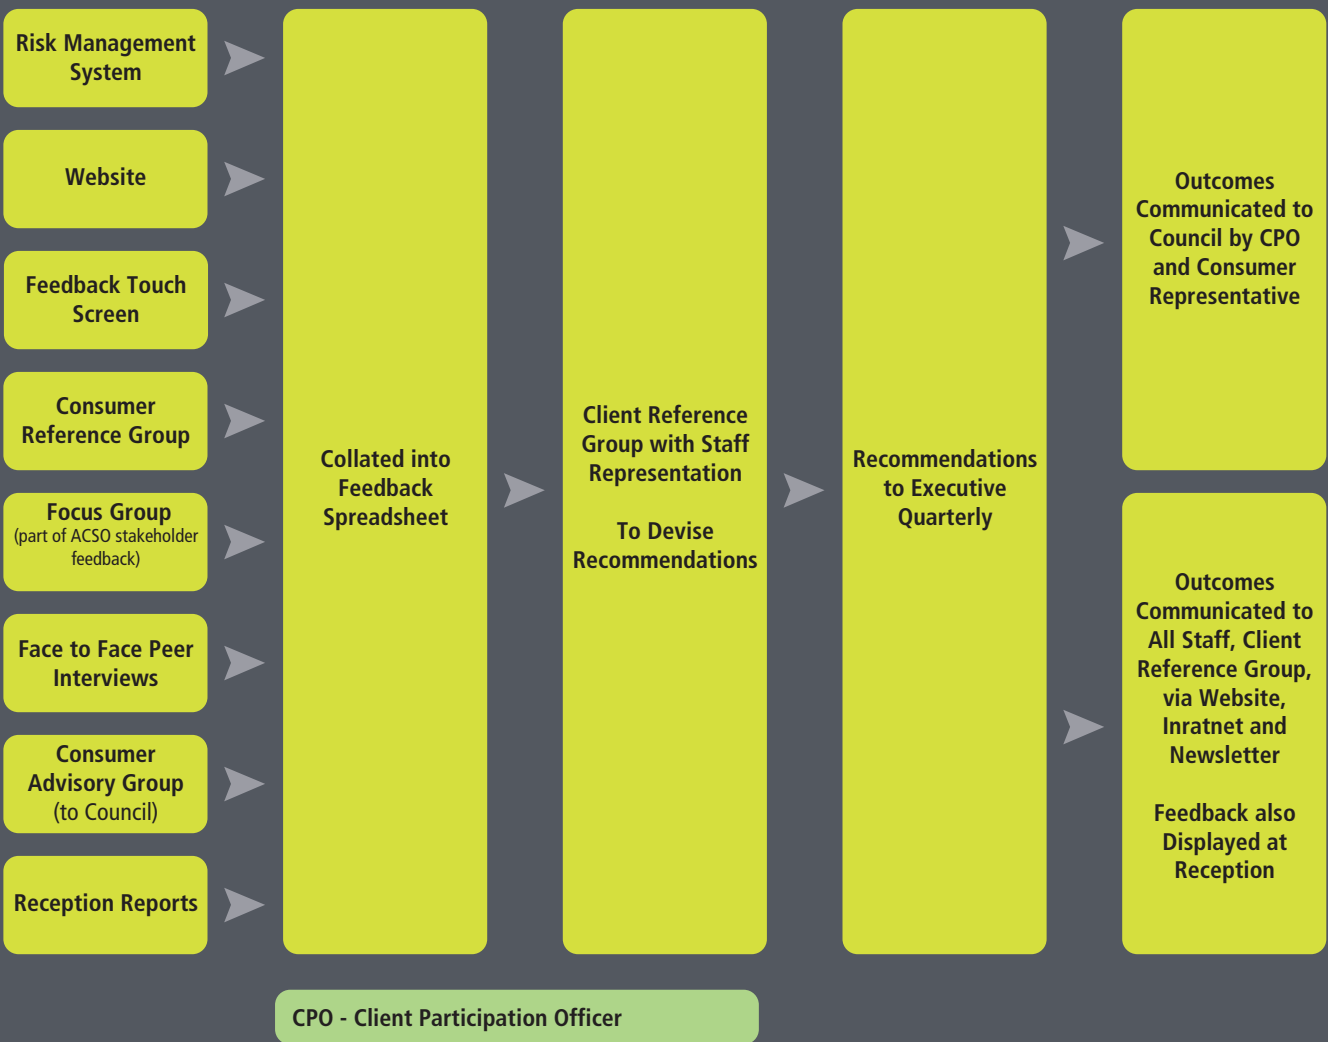 Risk Management
System
Website
Feedback Touch
Screen
Consumer
Reference Group
Focus Group
(part of ACSO stakeholder
feedback)
Face to Face Peer
Interviews
Consumer
Advisory Group
(to Council)
Reception Reports
Collated into
Feedback
Spreadsheet
Client Reference
Group with Staff
Representation
To Devise
Recommendations
Recommendations
to Executive
Quarterly
Outcomes
Communicated to
Council by CPO
and Consumer
Representative
Outcomes
Communicated to
All Staff, Client
Reference Group,
via Website,
Inratnet and
Newsletter
Feedback also
Displayed at
Reception
CPO - Client Participation Officer